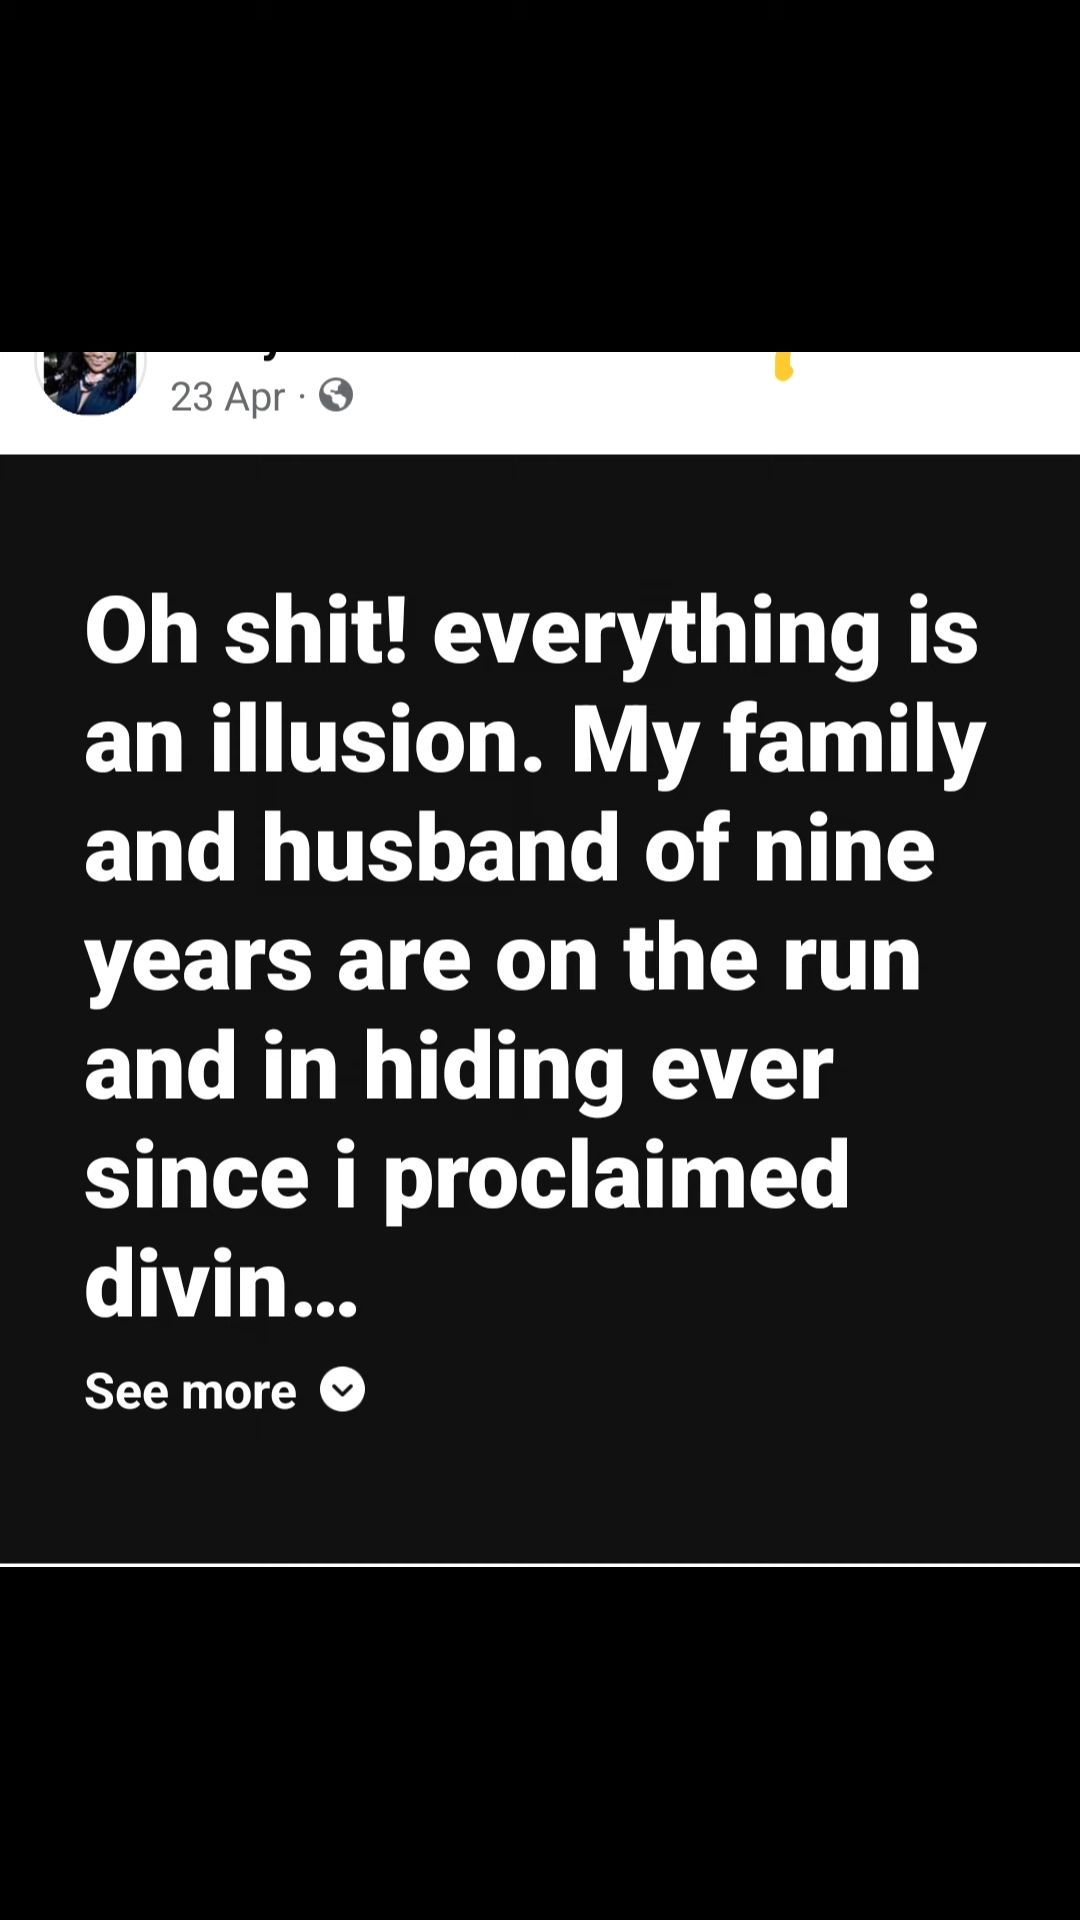 23 Apr ·
Oh shit! everything is
an illusion. My family
and husband of nine
years are on the run
and in hiding ever
since i proclaimed
divin...
See more